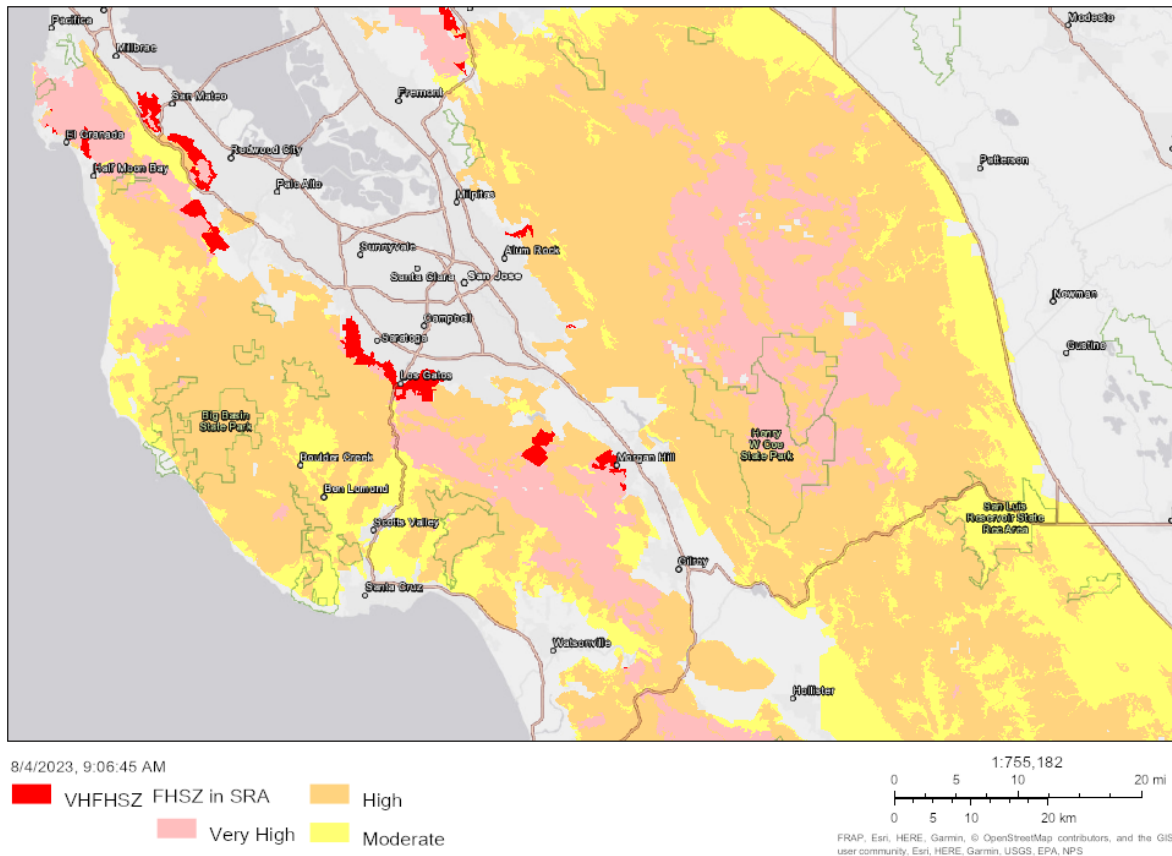 Pacifica
Modesto
Millbrae
San Mateo
Fremont
El Granada
Redwood City
Half Moon Bay
Palo Alto
Patterson
Milpitas
Sunnyvale
Alum Rock
Santa Clara
San Jose
Newman
Campbell
Saratoga
Gustine
Los Gatos
Big Basin
State Park
Henry
W Coe
State Park
Boulder Creek
Morgan Hill
Ben Lomond
San Luis
Reservoir State
Rec Area
Scotts Valley
Gilroy
Santa Cruz
Watsonville
Hollister
8/4/2023, 9:06:45 AM
VHFHSZ
FHSZ in SRA
Very High
High
Moderate
1:755,182
0 5 10 20 mi
0 5 10 20 km
FRAP, Esri, HERE, Garmin, © OpenStreetMap contributors, and the GIS
user community, Esri, HERE, Garmin, USGS, EPA, NPS